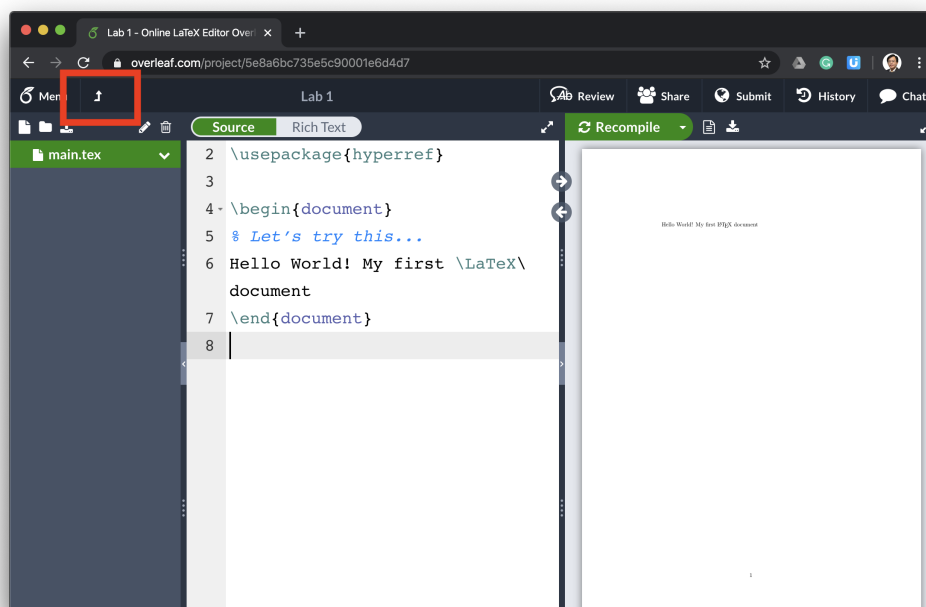 Lab 1 - Online LaTeX Editor Over
overleaf.com/project/5e8a6bc735e5c90001e6d4d7
Men
Lab 1
Review
Share
Submit
History
Chat
Source
Rich Text
Recompile
main.tex
2 \usepackage{hyperref}
3
4 \begin{document}
5 % Let's try this...
6 Hello World! My first \LaTeX\
document
7 \end{document}
8
Hello World! My first LATEX document
1